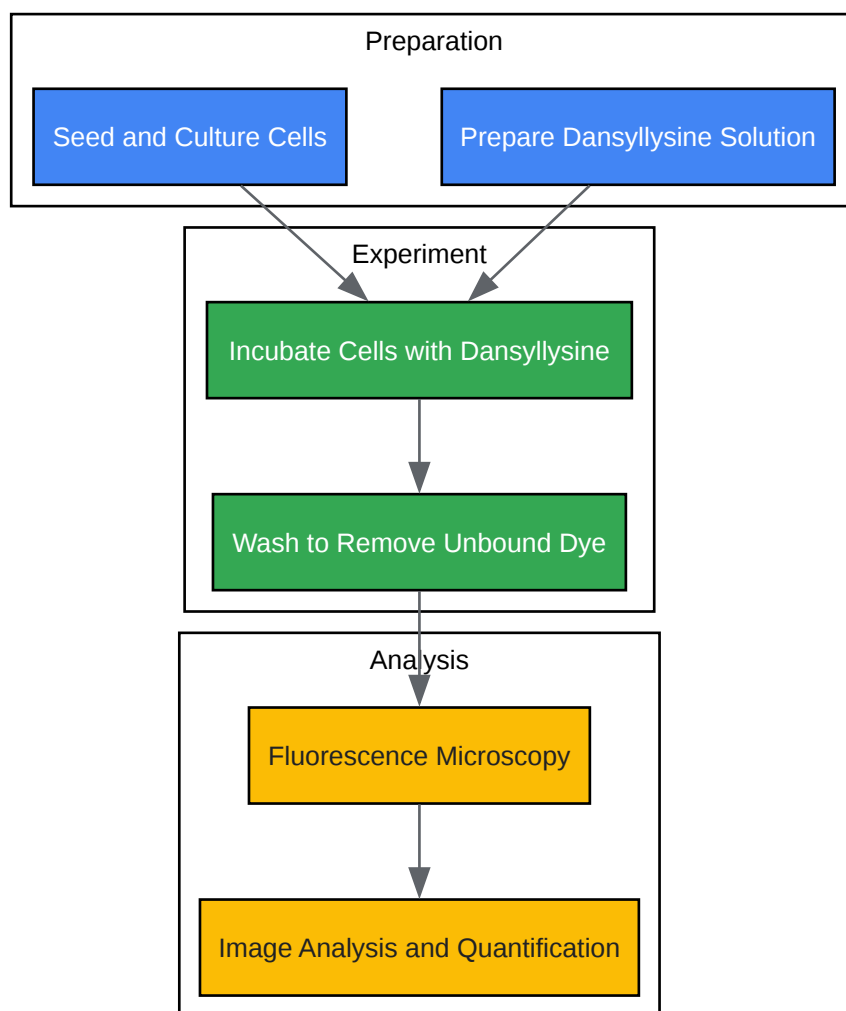 Preparation
Seed and Culture Cells
Prepare Dansyllysine Solution
Experiment
Incubate Cells with Dansyllysine
Wash to Remove Unbound Dye
Analysis
Fluorescence Microscopy
Image Analysis and Quantification